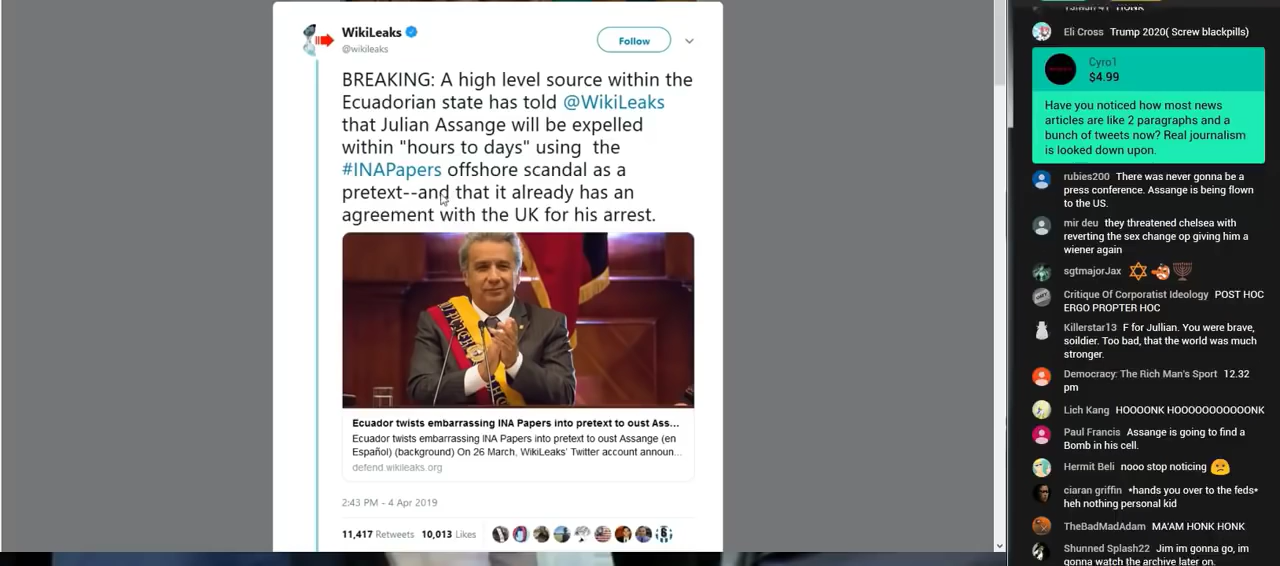 WikiLeaks
@wikileaks
Follow
BREAKING: A high level source within the
Ecuadorian state has told @WikiLeaks
that Julian Assange will be expelled
within "hours to days" using the
#INAPapers offshore scandal as a
pretext--and that it already has an
agreement with the UK for his arrest.
Ecuador twists embarrassing INA Papers into pretext to oust Ass...
Ecuador twists embarrassing INA Papers into pretext to oust Assange (en
Español) (background) On 26 March, WikiLeaks' Twitter account announ...
defend.wikileaks.org
2:43 PM - 4 Apr 2019
11,417 Retweets 10,013 Likes
HONK
Eli Cross Trump 2020( Screw blackpills)
Cyro1
$4.99
Have you noticed how most news
articles are like 2 paragraphs and a
bunch of tweets now? Real journalism
is looked down upon.
rubies200 There was never gonna be a
press conference. Assange is being flown
to the US.
mir deu they threatened chelsea with
reverting the sex change op giving him a
wiener again
sgtmajorJax
Critique Of Corporatist Ideology POST HOC
ERGO PROPTER HOC
Killerstar13 F for Jullian. You were brave,
soildier. Too bad, that the world was much
stronger.
Democracy: The Rich Man's Sport 12.32
pm
Lich Kang HOOOONK HOOOOOOOOOOONK
Paul Francis Assange is going to find a
Bomb in his cell.
Hermit Beli nooo stop noticing
ciaran griffin *hands you over to the feds*
heh nothing personal kid
TheBadMadAdam MA'AM HONK HONK
Shunned Splash22 Jim im gonna go, im
gonna watch the archive later on.